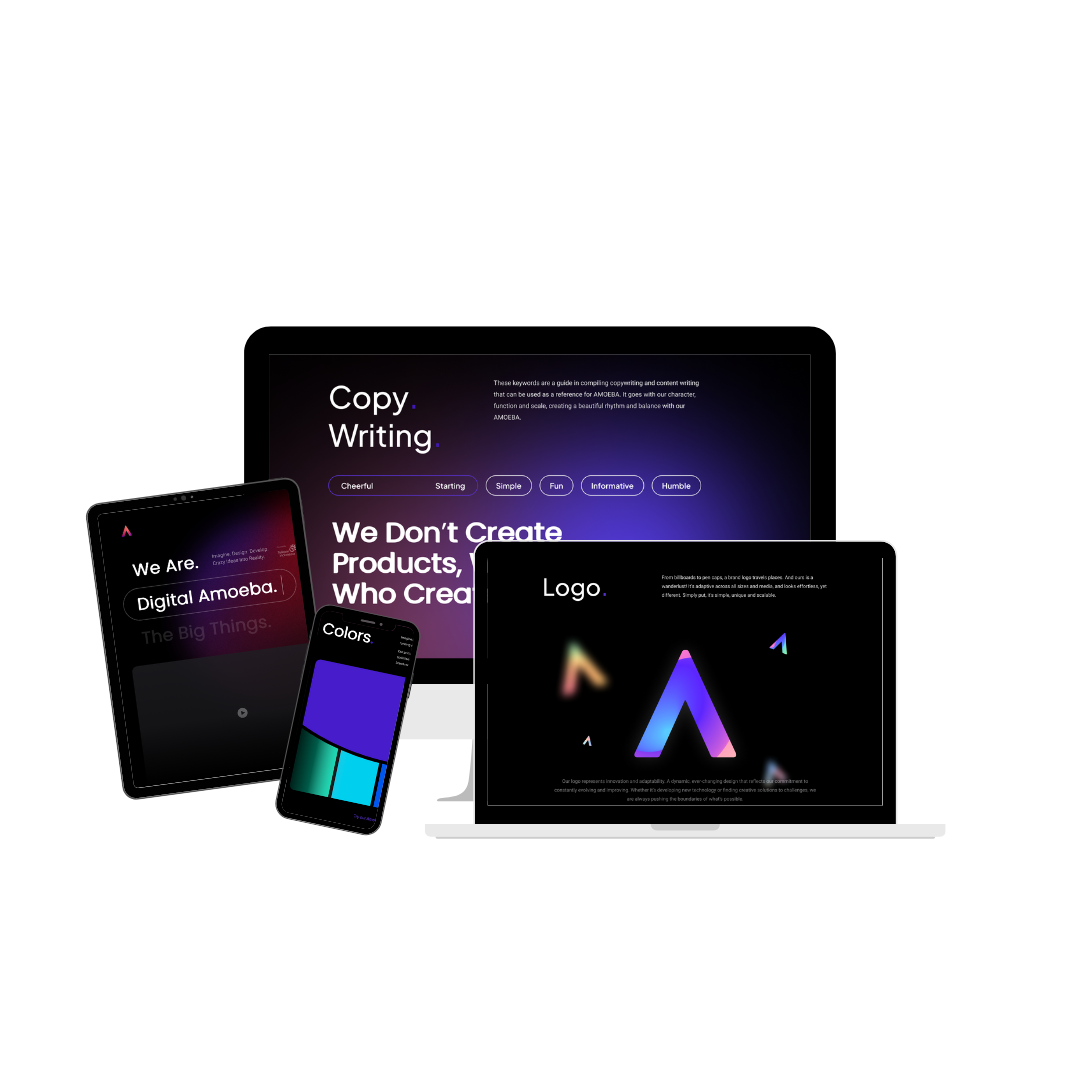 Copy.
Writing.
These keywords are a guide in compiling copywriting and content writing
that can be used as a reference for AMOEBA. It goes with our character,
function and scale, creating a beautiful rhythm and balance with our
AMOEBA.
Cheerful Starting Simple Fun Informative Humble
We Don't Create
Products,
Who
We Are.
Imagine. Design. Develop.
Crazy Ideas Into Reality.
Digital Amoeba.
The Big Things.
Colors.
Logo.
From billboards to pen caps, a brand logo travels places. And ours is a
wanderlust! It's adaptive across all sizes and media, and looks effortless, yet
different. Simply put, it's simple, unique and scalable.
Our logo represents innovation and adaptability. A dynamic, ever-changing design that reflects our commitment to
constantly evolving and improving. Whether it's developing new technology or finding creative solutions to challenges, we
are always pushing the boundaries of what's possible.